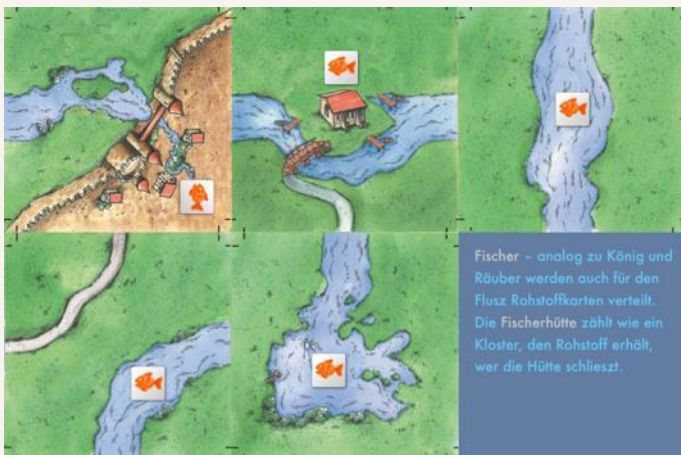 Fischer – analog zu König und
Räuber werden auch für den
Flusz Rohstoffkarten verteilt.
Die Fischerhütte zählt wie ein
Kloster, den Rohstoff erhält,
wer die Hütte schlieszt.